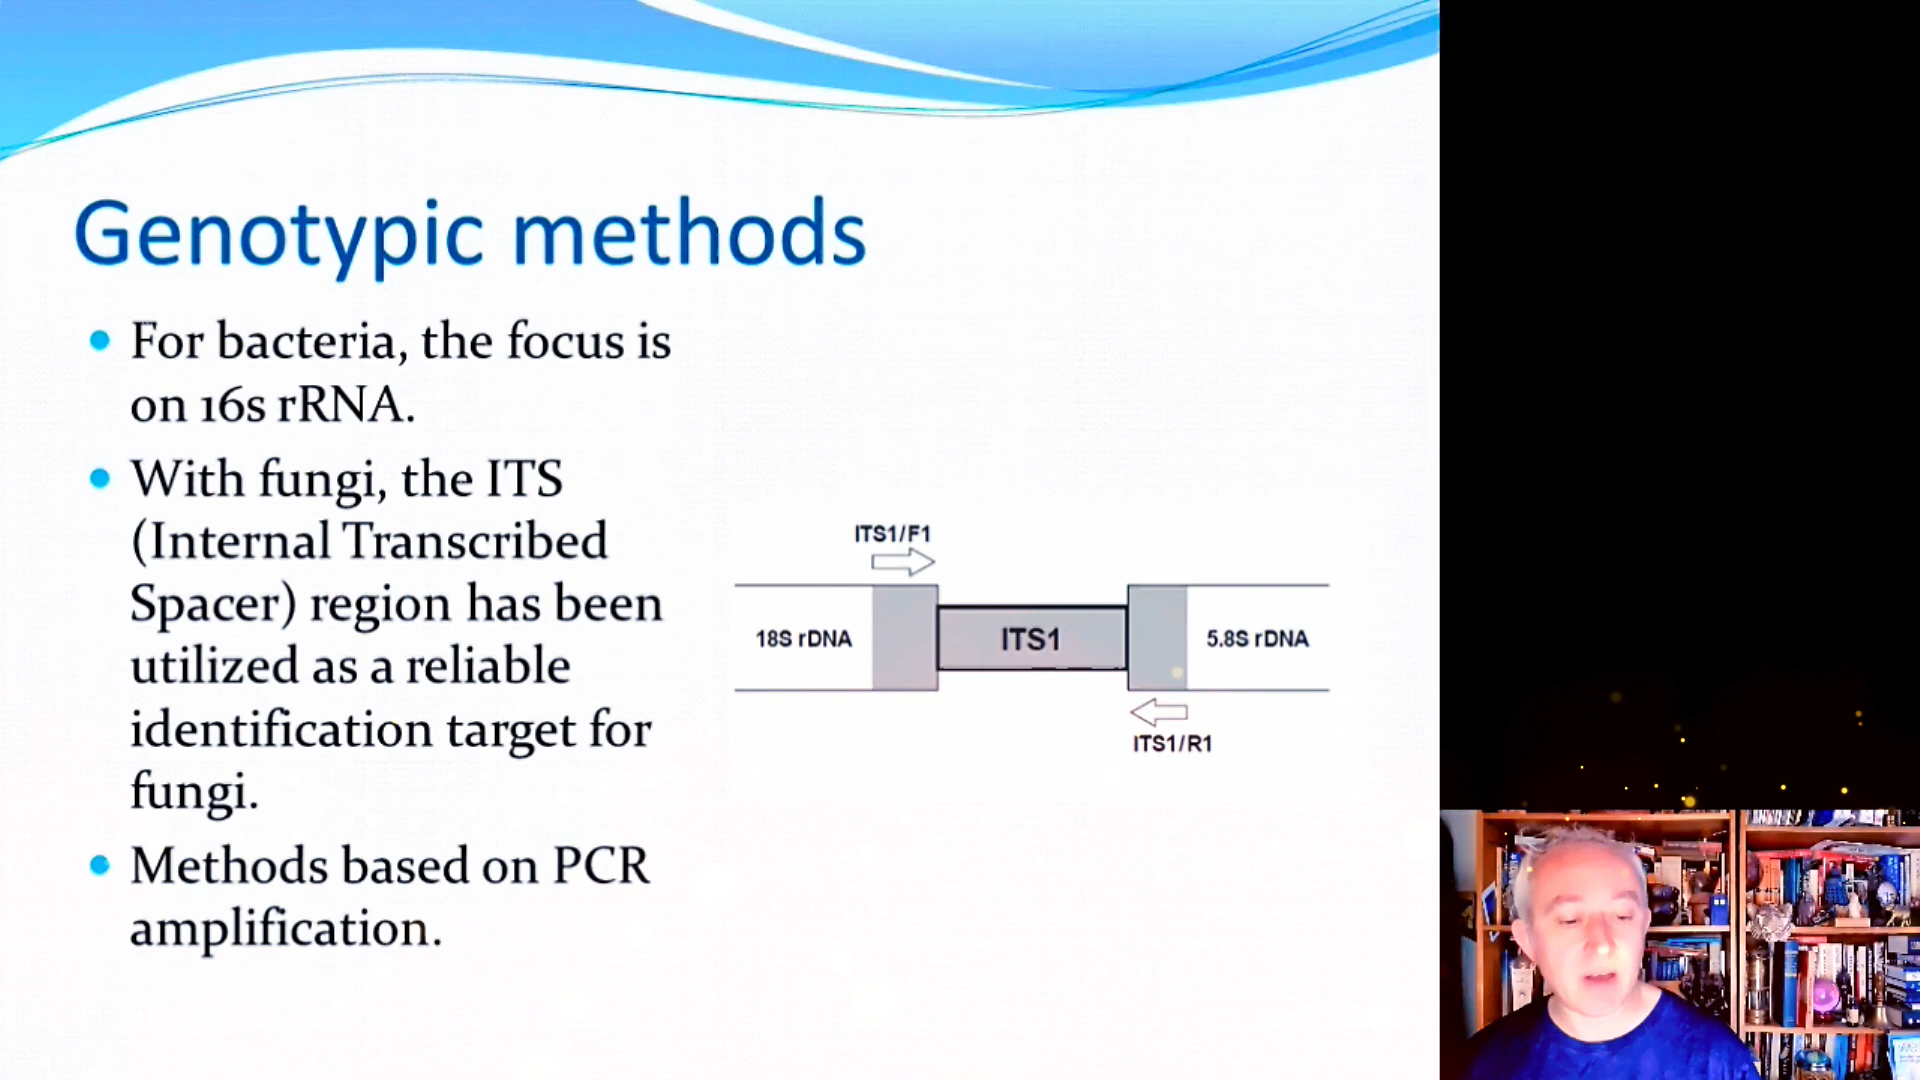 Genotypic methods
For bacteria, the focus is
on 16s rRNA.
With fungi, the ITS
(Internal Transcribed
Spacer) region has been
utilized as a reliable
identification target for
fungi.
Methods based on PCR
amplification.
ITS1/F1
18S rDNA
ITS1
5.8S rDNA
ITS1/R1